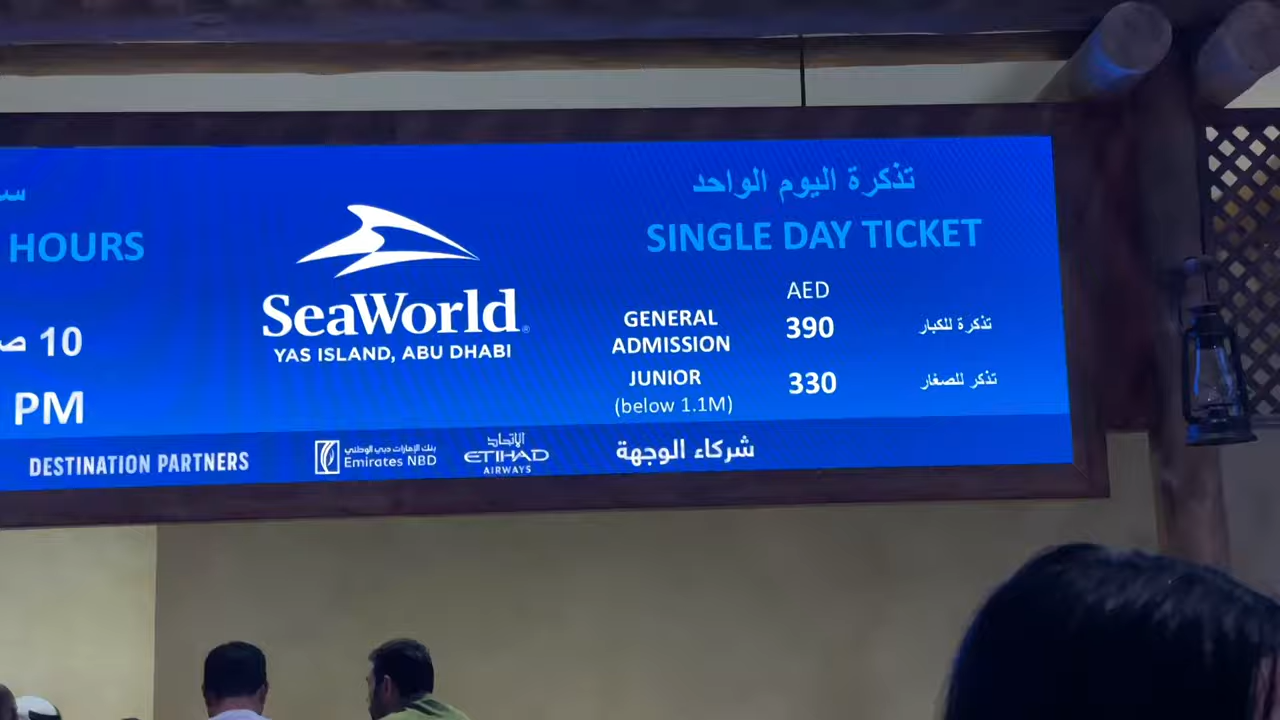 HOURS
10
PM
SeaWorld®
YAS ISLAND, ABU DHABI
تذكرة اليوم الواحد
SINGLE DAY TICKET
AED
GENERAL ADMISSION 390 تذكرة للكبار
JUNIOR 330 تذكر للصغار
(below 1.1M)
DESTINATION PARTNERS
بنك الإمارات دبي الوطني
Emirates NBD
الإتحاد
ETIHAD
AIRWAYS
شركاء الوجهة